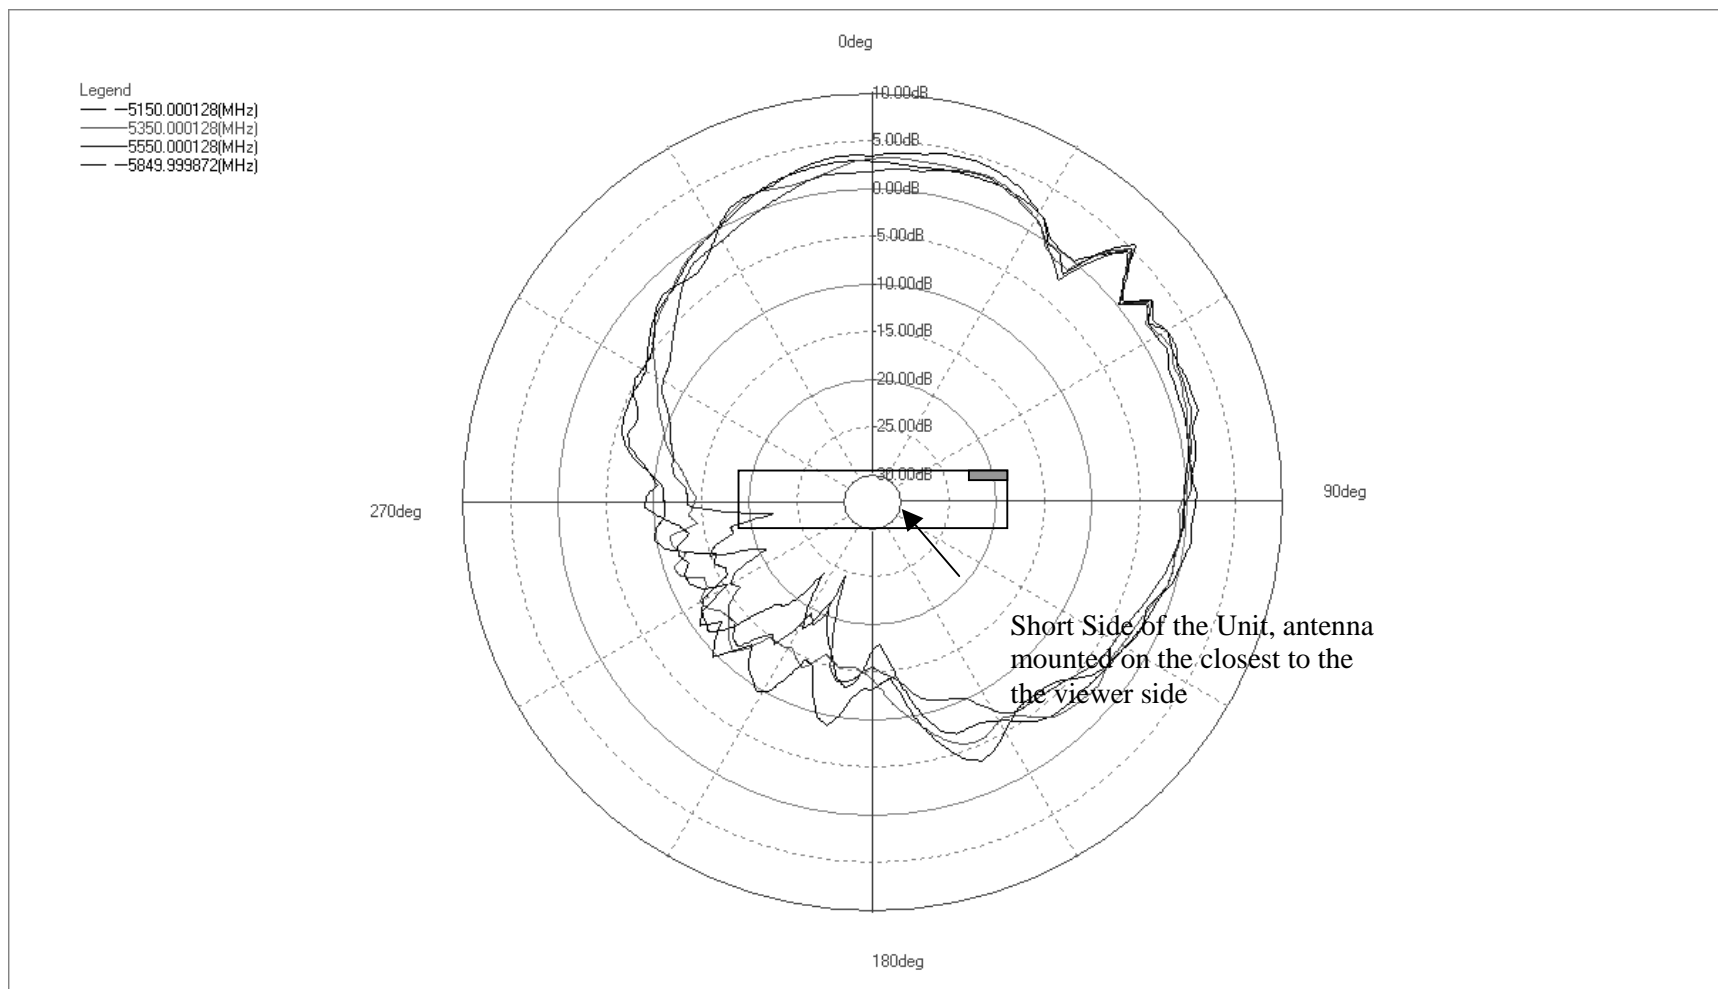 0deg
Legend
5150.000128(MHz)
5350.000128(MHz)
5550.000128(MHz)
5849.999872(MHz)
10.00dB
5.00dB
0.00dB
-5.00dB
-10.00dB
-15.00dB
-20.00dB
-25.00dB
-30.00dB
90deg
270deg
Short Side of the Unit, antenna
mounted on the closest to the
the viewer side
180deg